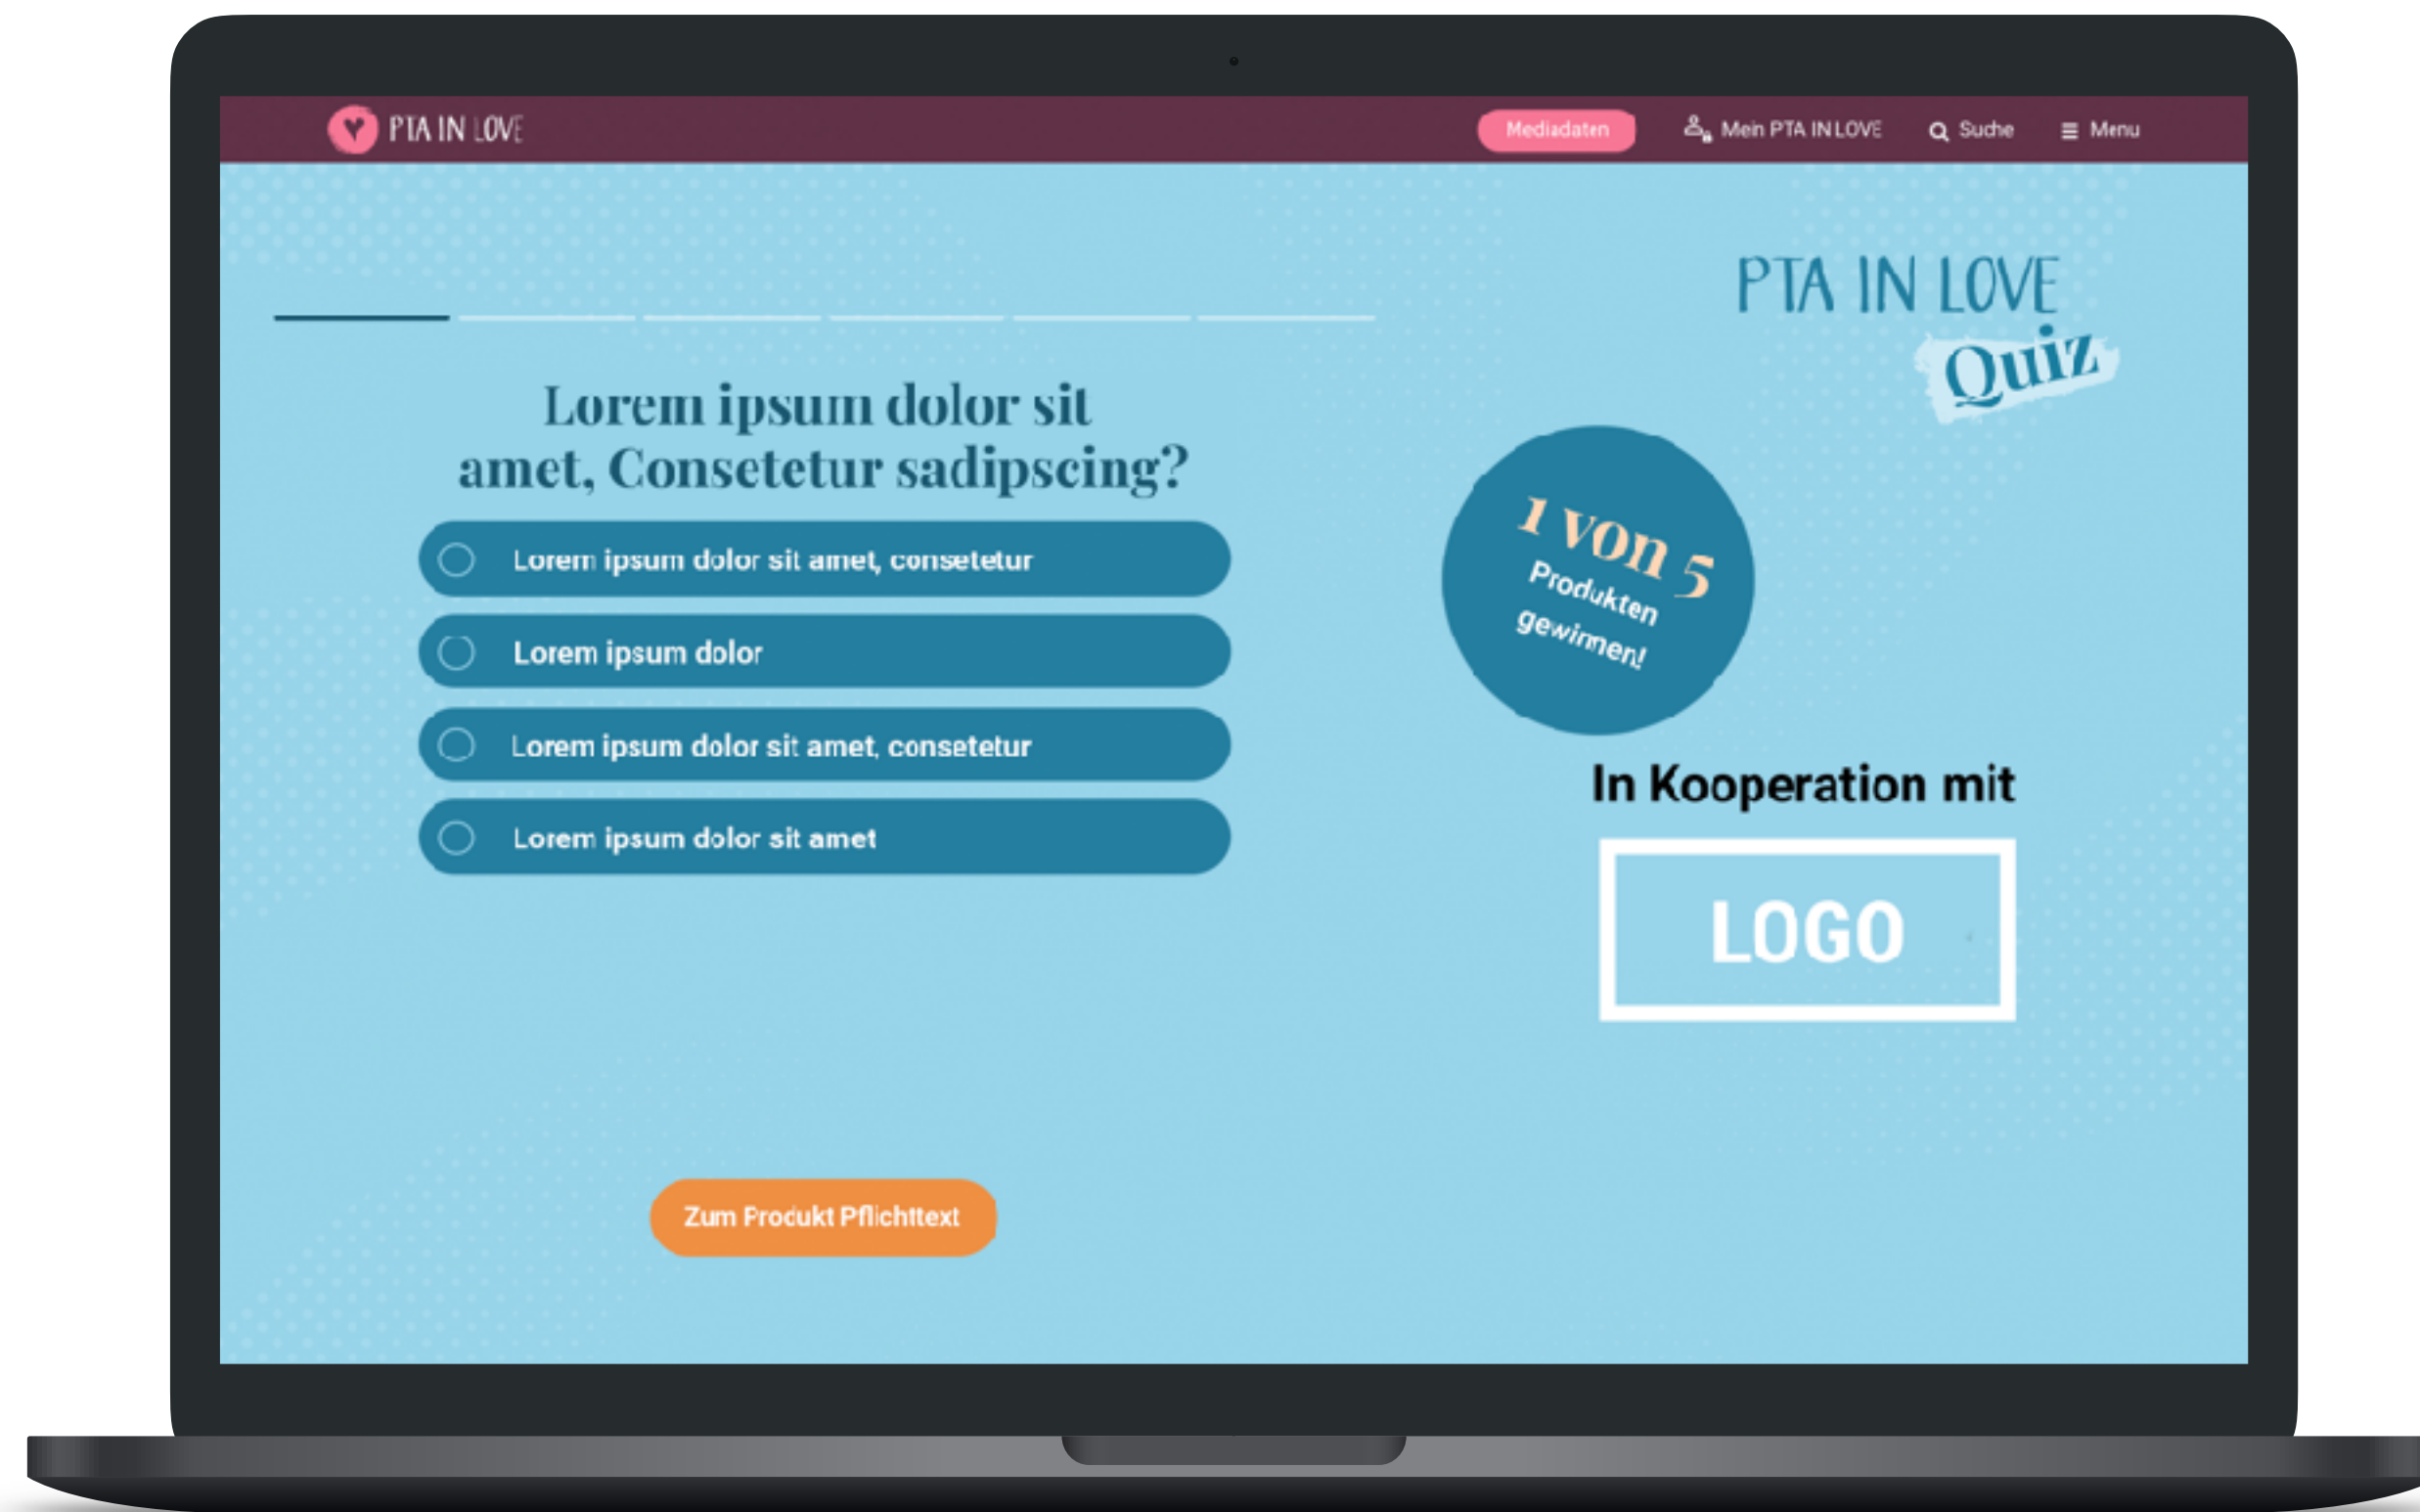 PTA IN LOVE
Mediadaten
Mein PTA IN LOVE
Suche
Menu
PTA IN LOVE
Quiz
Lorem ipsum dolor sit
amet, Consetetur sadipscing?
Lorem ipsum dolor sit amet, consetetur
Lorem ipsum dolor
Lorem ipsum dolor sit amet, consetetur
Lorem ipsum dolor sit amet
1 von 5
Produkten
gewinnen!
In Kooperation mit
LOGO
Zum Produkt Pflichttext